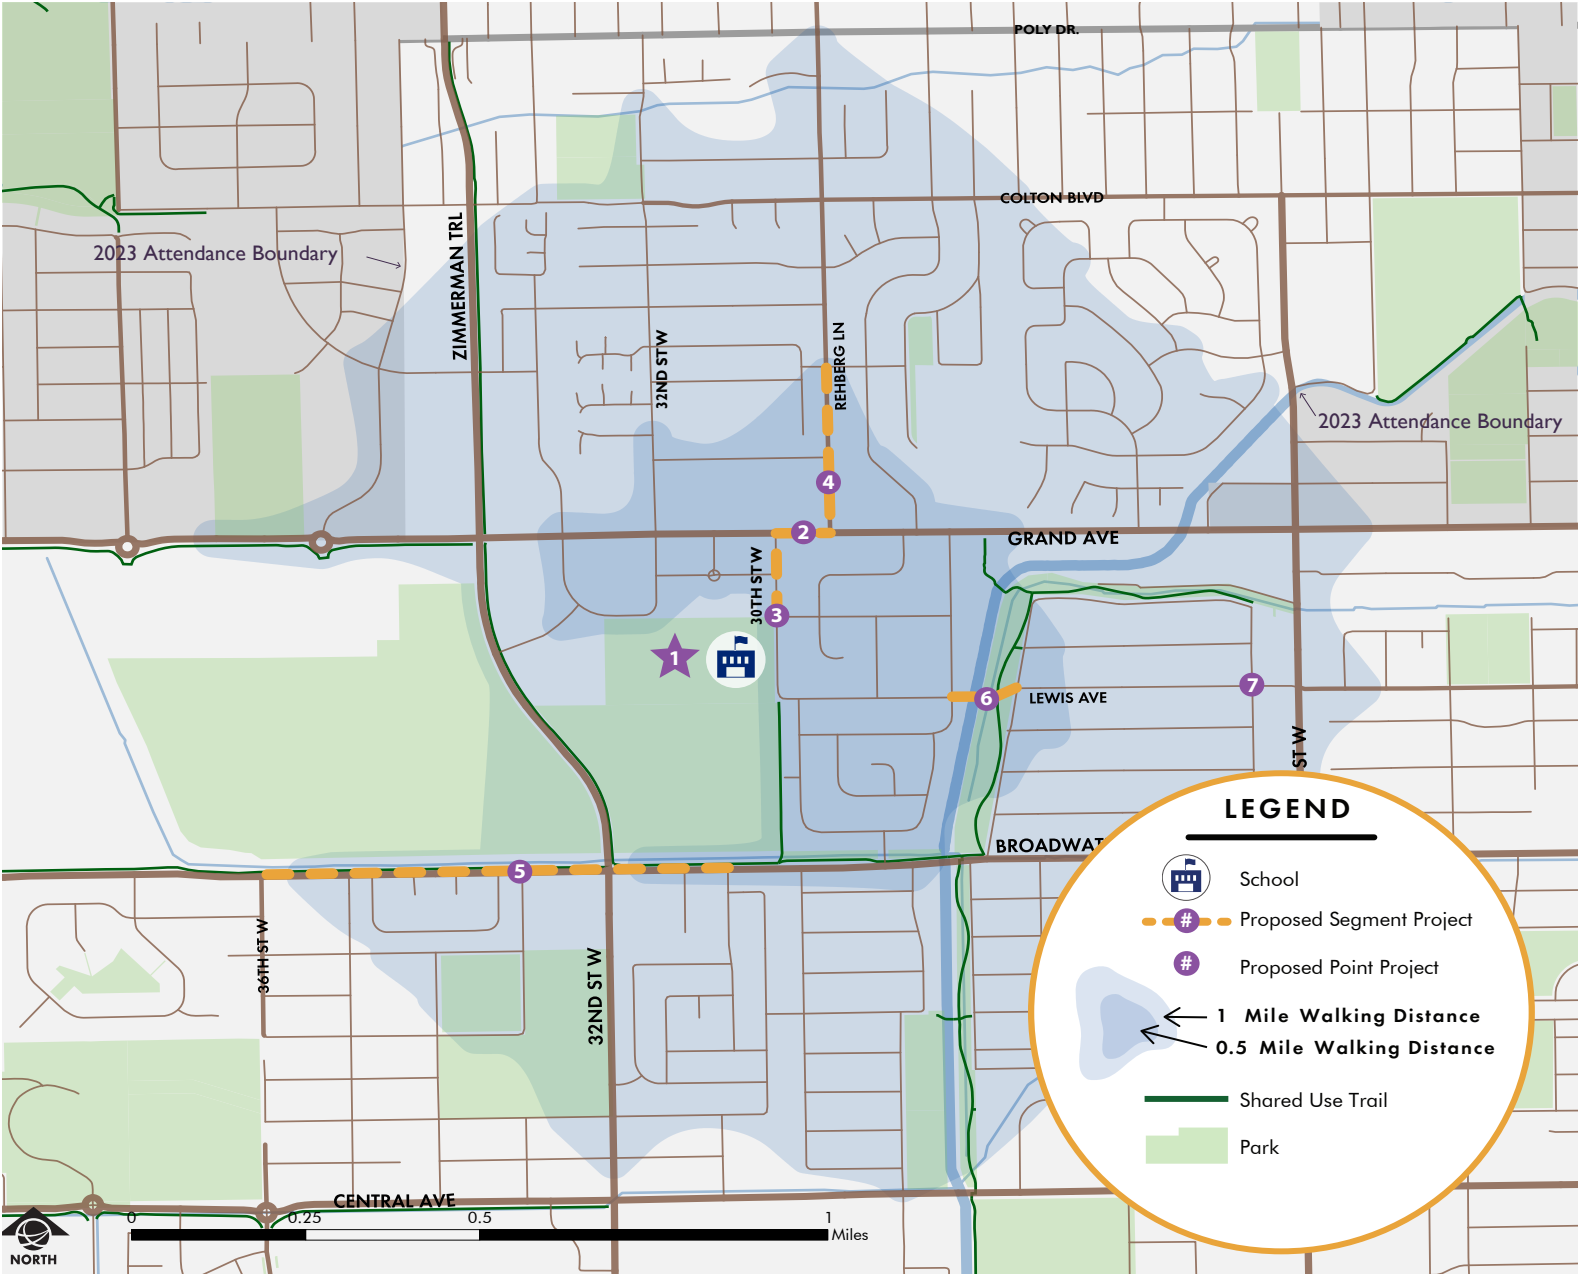 POLY DR.
COLTON BLVD
ZIMMERMAN TRL
2023 Attendance Boundary
32ND ST W
REHBERG LN
2023 Attendance Boundary
4
2
GRAND AVE
30TH ST W
3
1
7
6
LEWIS AVE
ST W
BROADWAT
5
36TH ST W
32ND ST W
CENTRAL AVE
0
0.25
0.5
1
Miles
NORTH
LEGEND
School
# Proposed Segment Project
# Proposed Point Project
1 Mile Walking Distance
0.5 Mile Walking Distance
Shared Use Trail
Park